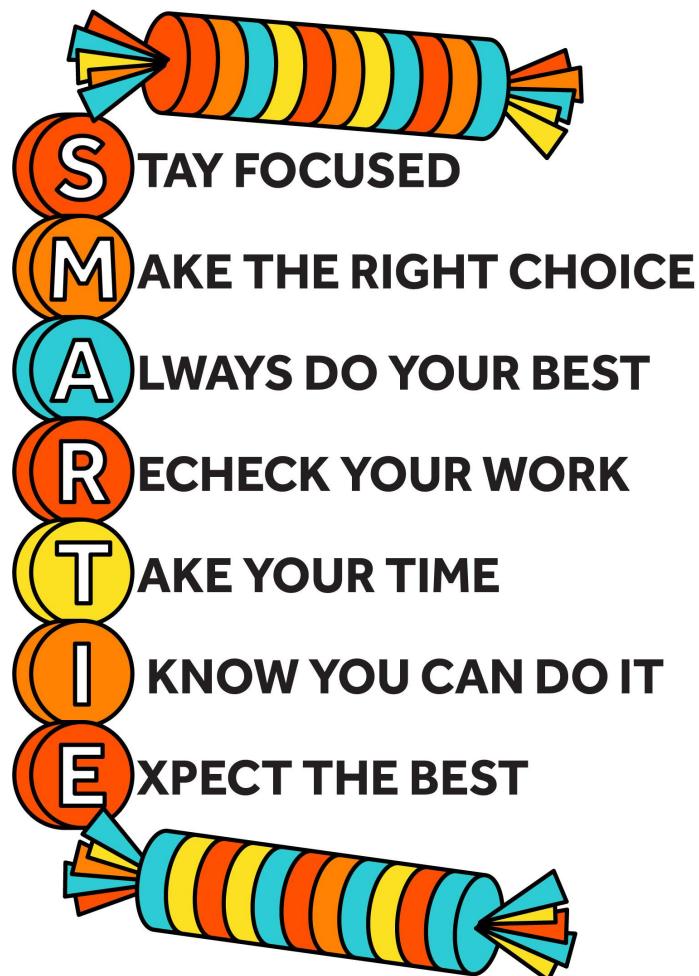 STAY FOCUSED
MAKE THE RIGHT CHOICE
ALWAYS DO YOUR BEST
RECHECK YOUR WORK
TAKE YOUR TIME
I KNOW YOU CAN DO IT
EXPECT THE BEST